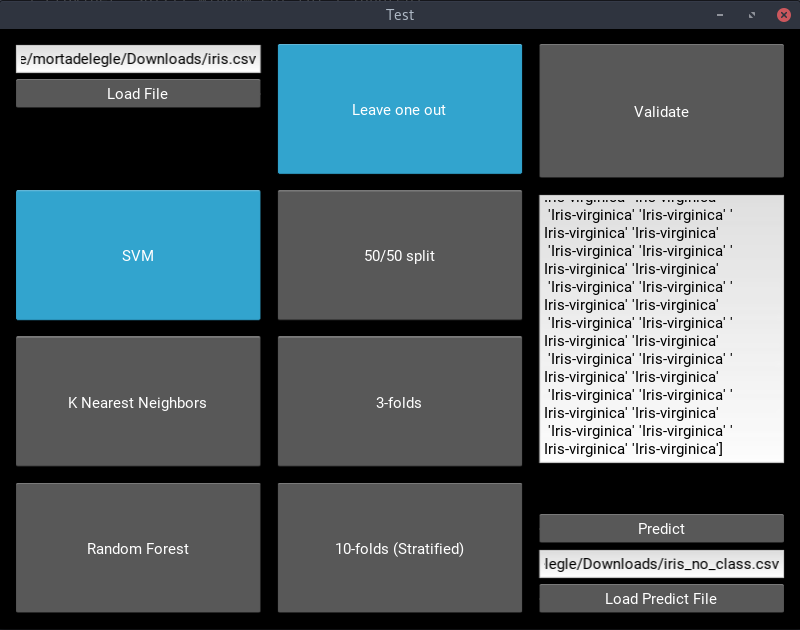 Test
e/mortadelegle/Downloads/iris.csv
Load File
SVM
K Nearest Neighbors
Random Forest
Leave one out
50/50 split
3-folds
10-folds (Stratified)
Validate
Iris-virginica' 'Iris-virginica'
'Iris-virginica' 'Iris-virginica' '
Iris-virginica' 'Iris-virginica'
'Iris-virginica' 'Iris-virginica' '
Iris-virginica' 'Iris-virginica'
'Iris-virginica' 'Iris-virginica' '
Iris-virginica' 'Iris-virginica'
'Iris-virginica' 'Iris-virginica' '
Iris-virginica' 'Iris-virginica'
'Iris-virginica' 'Iris-virginica' '
Iris-virginica' 'Iris-virginica'
'Iris-virginica' 'Iris-virginica' '
Iris-virginica' 'Iris-virginica'
'Iris-virginica' 'Iris-virginica' '
Iris-virginica' 'Iris-virginica']
Predict
legle/Downloads/iris_no_class.csv
Load Predict File